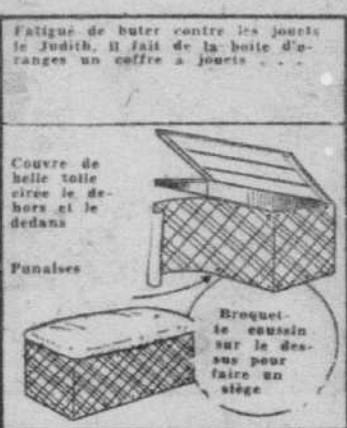 Fatigué de buter contre les jouets
de Judith, il fait de la boite d'o-
ranges un coffre a jouets . . .
Couvre de
belle toile
cirée le de-
hors et le
dedans
Punaises
Broquet-
te coussin
sur le des-
sus pour
faire un
siège